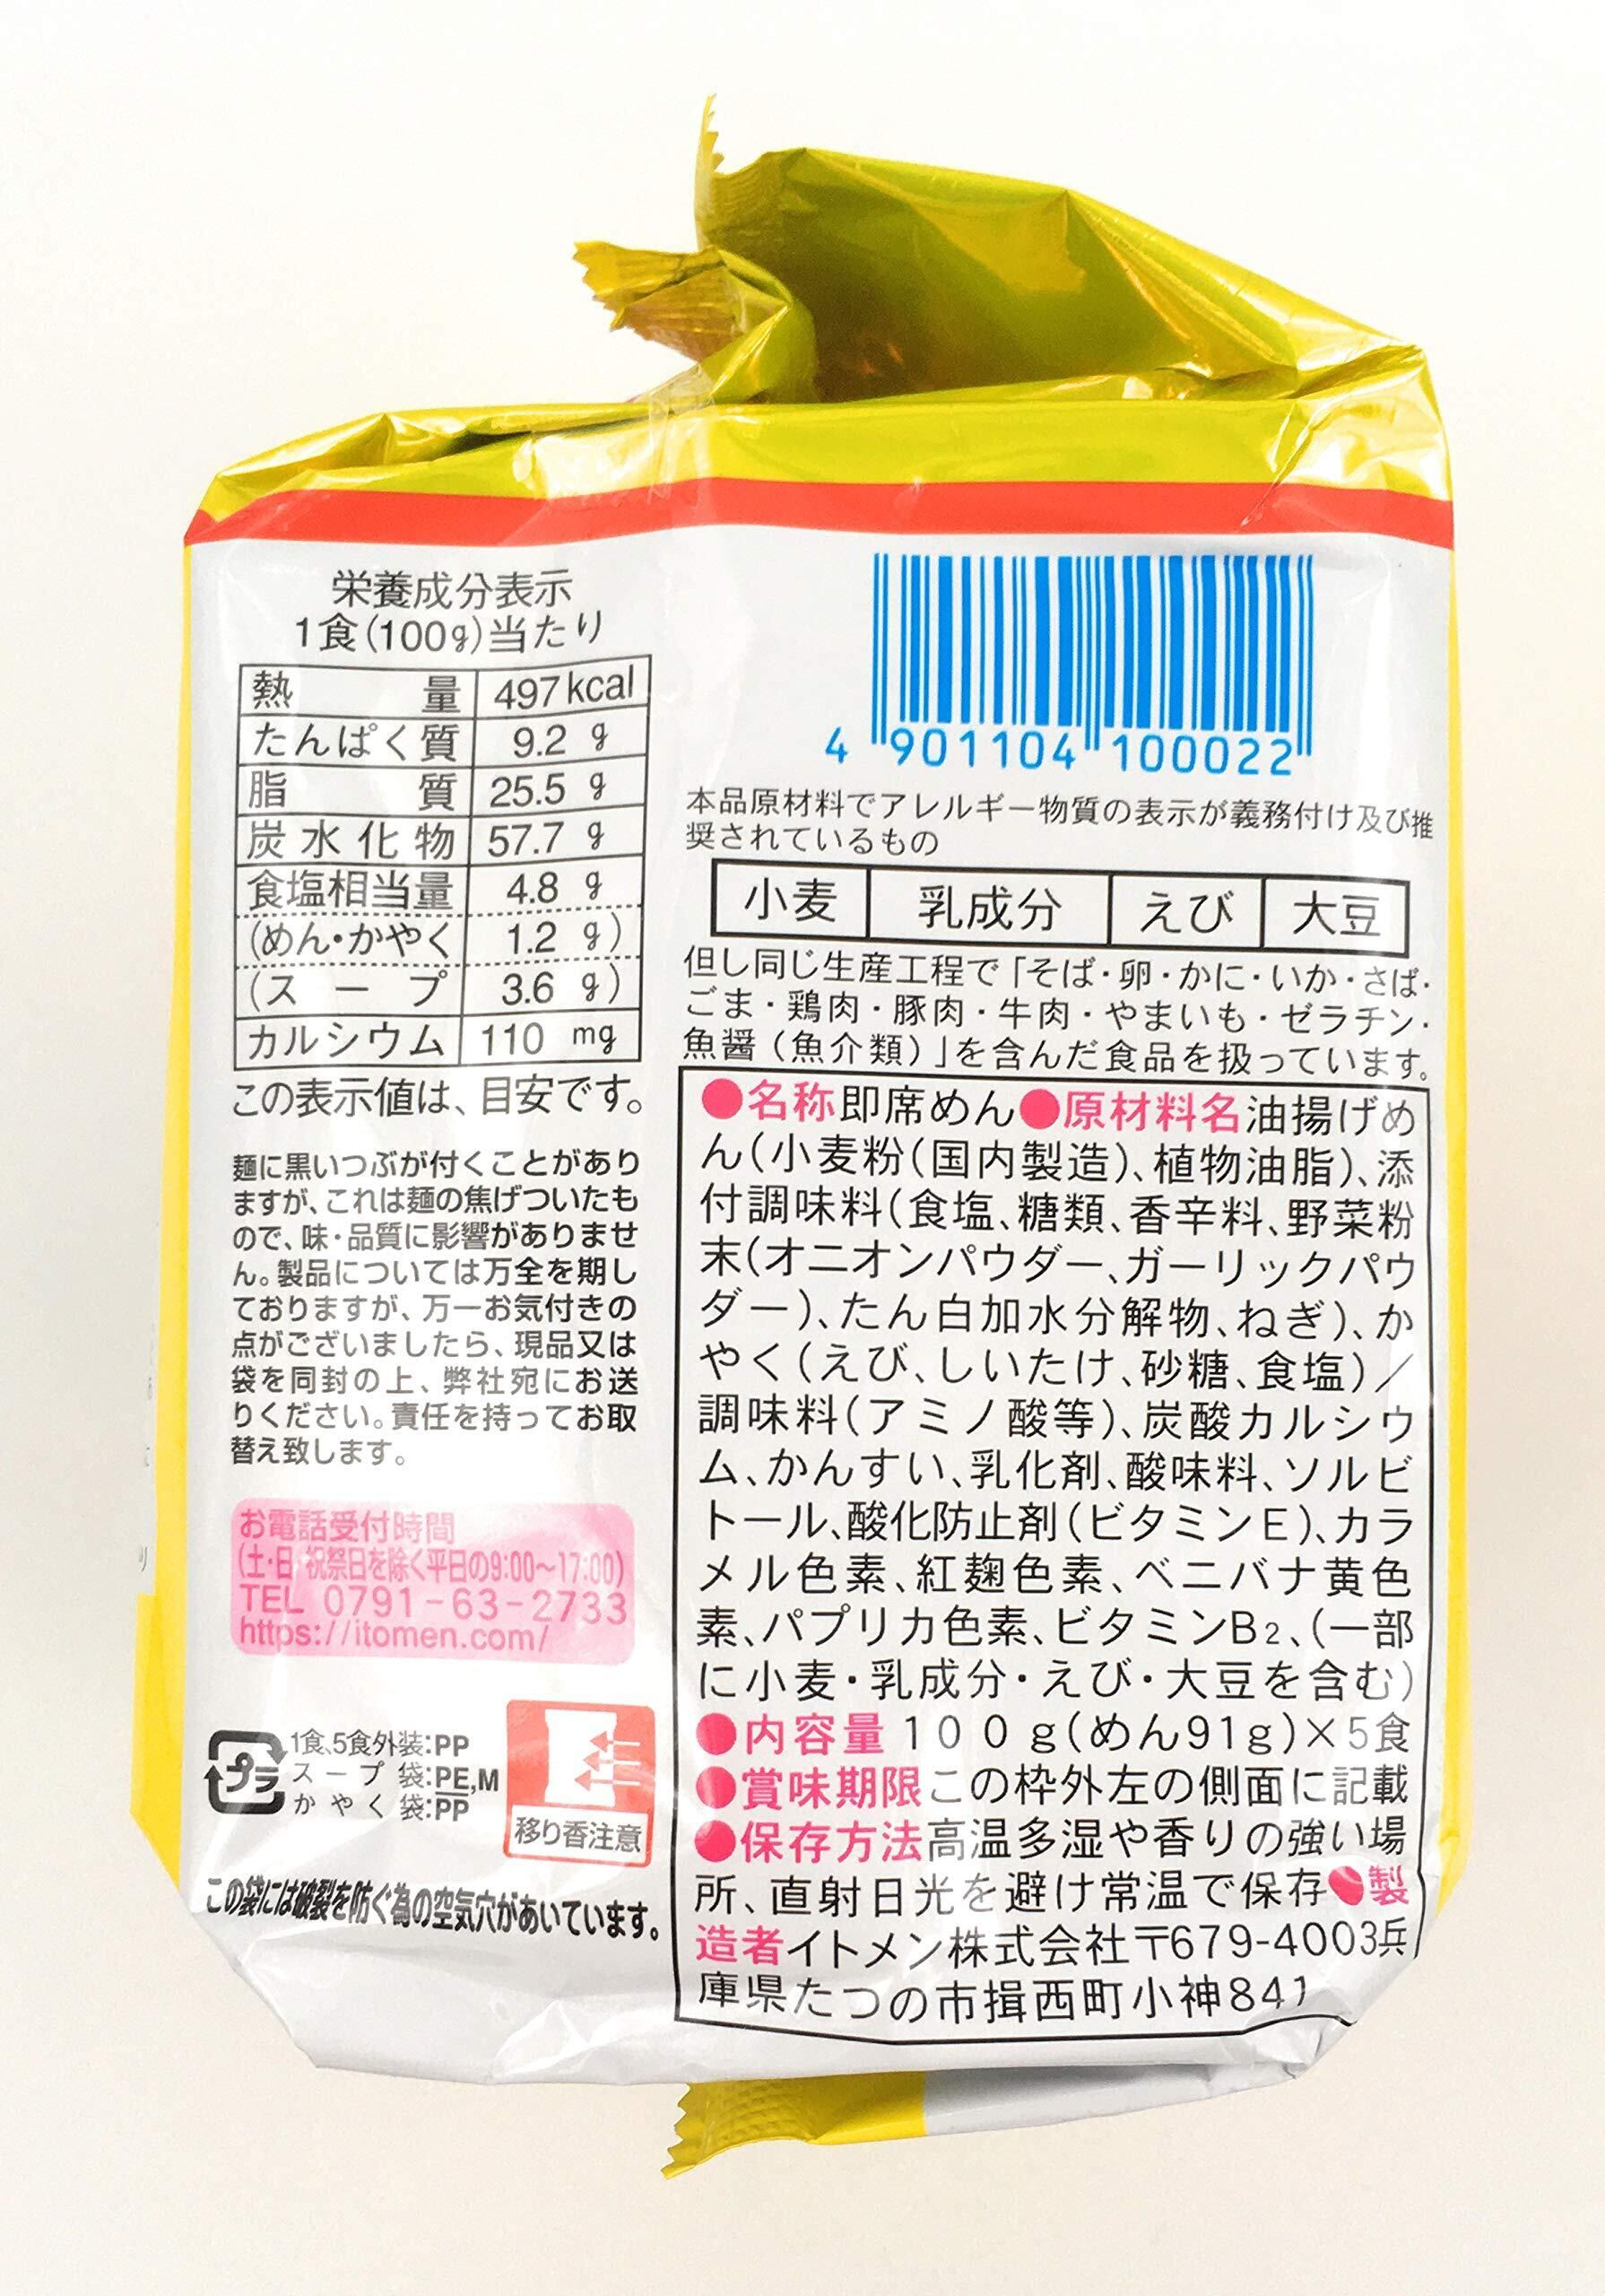 栄養成分表示
1食(100g)当たり
熱量 497kcal
たんぱく質 9.2 g
脂質 25.5 g
炭水化物 57.7 g
食塩相当量 4.8 g
(めん・かやく 1.2 g)
(スープ 3.6 g)
カルシウム 110 mg
この表示値は、目安です。
麺に黒いつぶが付くことがあり
ますが、これは麺の焦げついたも
ので、味・品質に影響がありませ
ん。製品については万全を期し
ておりますが、万一お気付きの
点がございましたら、現品又は
袋を同封の上、弊社宛にお送
りください。責任を持ってお取
替え致します。
お電話受付時間
(土・日・祝祭日を除く平日の9:00〜17:00)
TEL 0791-63-2733
https://itomen.com/
プラ
1食、5食外装:PP
スープ袋:PE,M
かやく袋:PP
移り香注意
この袋には破裂を防ぐ為の空気穴があいています。
4 901104 100022
本品原材料でアレルギー物質の表示が義務付け及び推
奨されているもの
小麦 乳成分 えび 大豆
但し同じ生産工程で「そば・卵・かに・いか・さば・
ごま・鶏肉・豚肉・牛肉・やまいも・ゼラチン・
魚醤(魚介類)」を含んだ食品を扱っています。
●名称即席めん●原材料名油揚げめ
ん(小麦粉(国内製造)、植物油脂)、添
付調味料(食塩、糖類、香辛料、野菜粉
末(オニオンパウダー、ガーリックパウ
ダー)、たん白加水分解物、ねぎ)、か
やく(えび、しいたけ、砂糖、食塩)/
調味料(アミノ酸等)、炭酸カルシウ
ム、かんすい、乳化剤、酸味料、ソルビ
トール、酸化防止剤(ビタミンE)、カラ
メル色素、紅麹色素、ベニバナ黄色
素、パプリカ色素、ビタミンB2、(一部
に小麦・乳成分・えび・大豆を含む)
●内容量100g(めん91g)×5食
●賞味期限この枠外左の側面に記載
●保存方法高温多湿や香りの強い場
所、直射日光を避け常温で保存●製
造者イトメン株式会社〒679-4003兵
庫県たつの市揖西町小神841